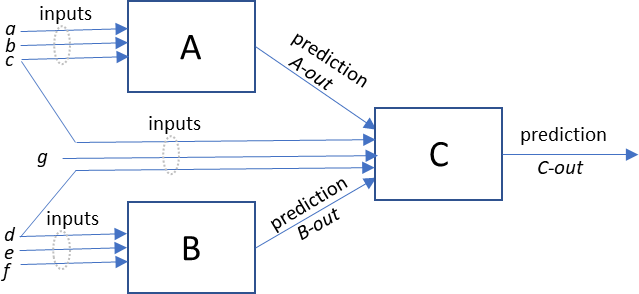 inputs
a
b
c
A
prediction
A-out
inputs
g
C
prediction
C-out
prediction
B-out
inputs
d
e
f
B